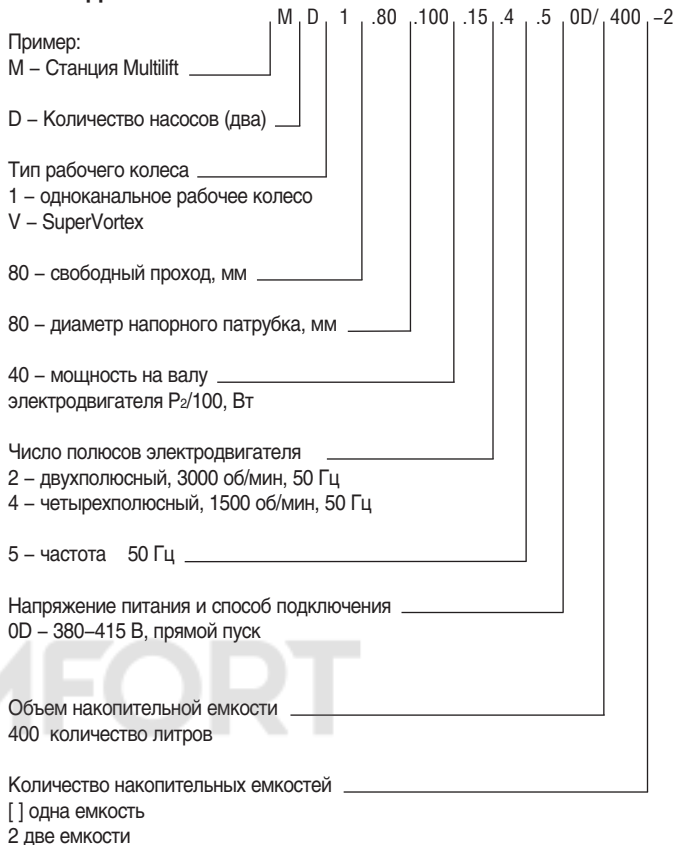 M D 1 .80 .100 .15 .4 .5 0D/ 400 –2
Пример:
M – Станция Multilift
D – Количество насосов (два)
Тип рабочего колеса
1 – одноканальное рабочее колесо
V – SuperVortex
80 – свободный проход, мм
80 – диаметр напорного патрубка, мм
40 – мощность на валу
электродвигателя P2/100, Вт
Число полюсов электродвигателя
2 – двухполюсный, 3000 об/мин, 50 Гц
4 – четырехполюсный, 1500 об/мин, 50 Гц
5 – частота 50 Гц
Напряжение питания и способ подключения
0D – 380–415 В, прямой пуск
Объем накопительной емкости
400 количество литров
Количество накопительных емкостей
[ ] одна емкость
2 две емкости